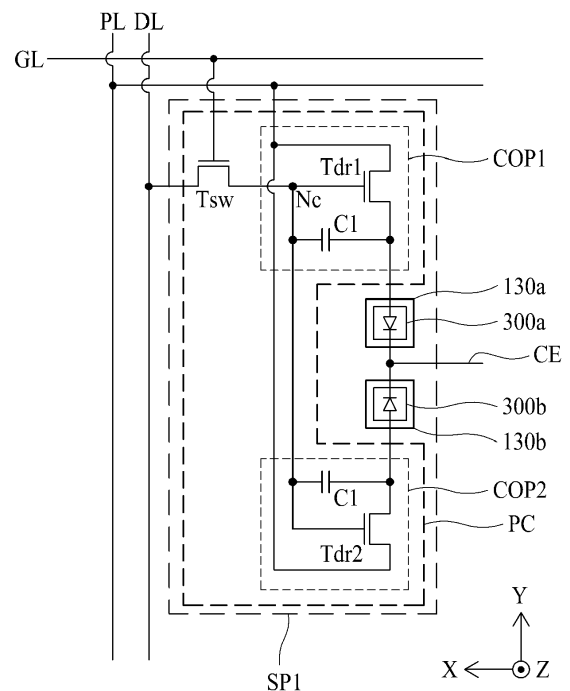 PL DL
GL
COP1
Tdr1
Tsw
Nc
C1
130a
300a
CE
300b
130b
COP2
C1
PC
Tdr2
Y
X
Z
SP1